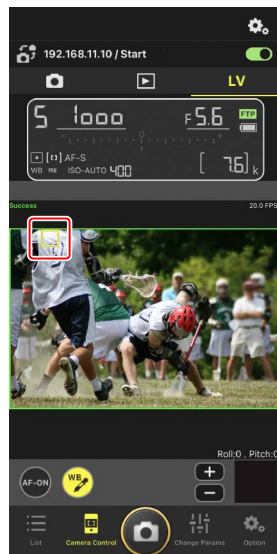 192.168.11.10 / Start
LV
S 1000 F5.6 FTP
AF-S
WB PRE ISO-AUTO 400 [ 7.6] k
Success 20.0 FPS
Roll:0 , Pitch:0
AF-ON WB
List Camera Control Change Params Option